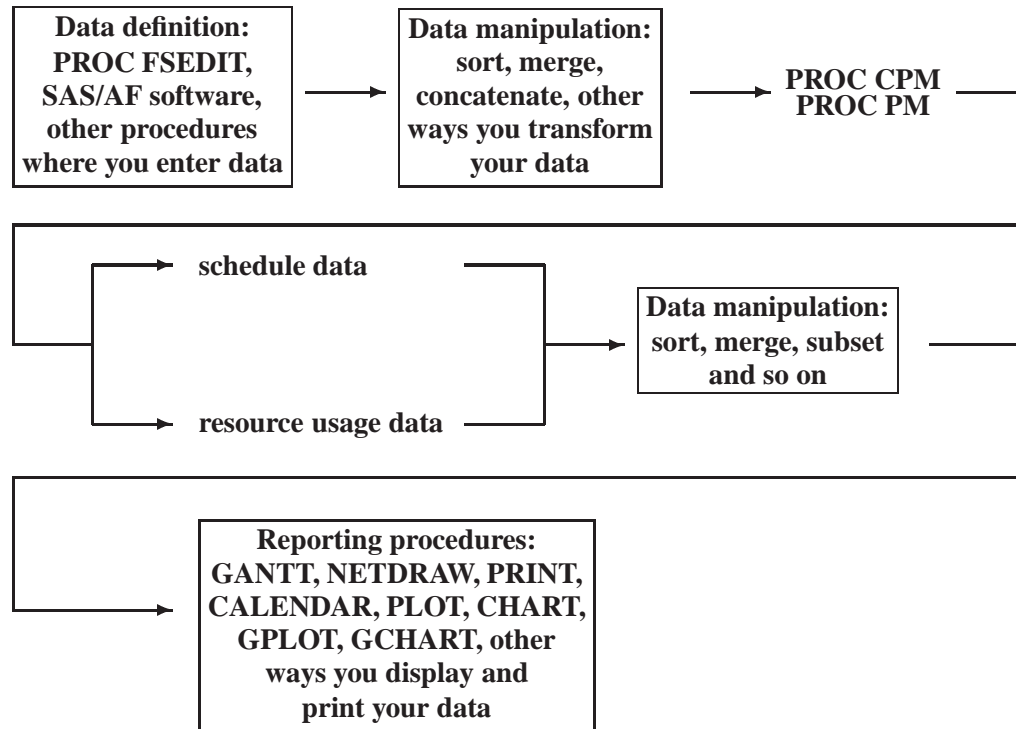 Data definition:
PROC FSEDIT,
SAS/AF software,
other procedures
where you enter data
Data manipulation:
sort, merge,
concatenate, other
ways you transform
your data
PROC CPM
PROC PM
schedule data
resource usage data
Data manipulation:
sort, merge, subset
and so on
Reporting procedures:
GANTT, NETDRAW, PRINT,
CALENDAR, PLOT, CHART,
GPLOT, GCHART, other
ways you display and
print your data